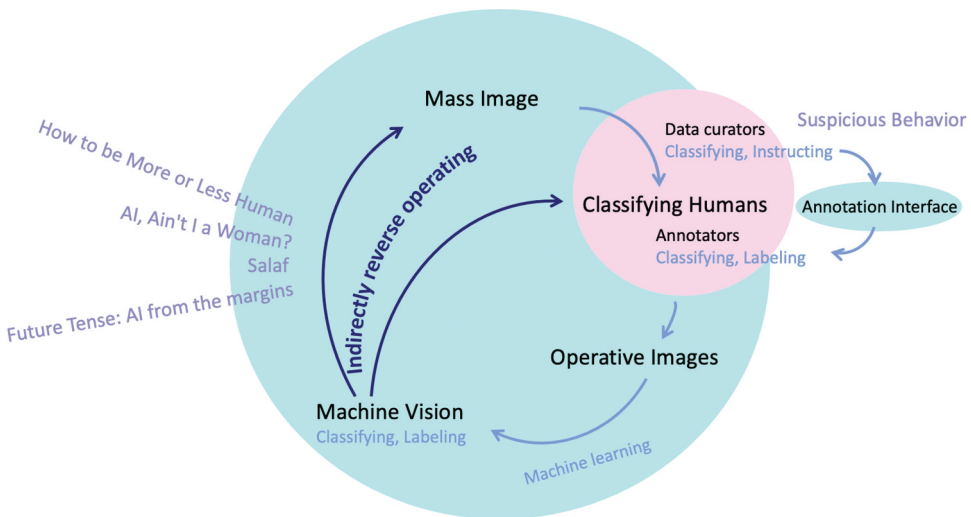 Mass Image
Data curators
Classifying, Instructing
Suspicious Behavior
Classifying Humans
Annotation Interface
Annotators
Classifying, Labeling
How to be More or Less Human
AI, Ain't I a Woman?
Salaf
Future Tense: AI from the margins
Indirectly reverse operating
Operative Images
Machine Vision
Classifying, Labeling
Machine learning